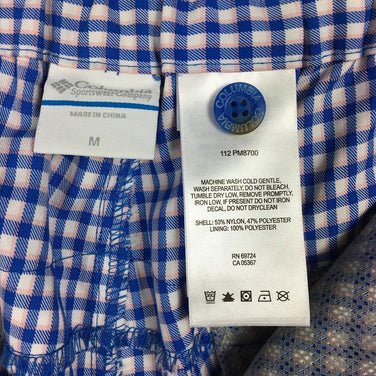 Columbia
Sportswear Company
MADE IN CHINA
M
COLUMBIA
COLUMBIA
112 PM8700
MACHINE WASH COLD GENTLE,
WASH SEPARATELY, DO NOT BLEACH.
TUMBLE DRY LOW, REMOVE PROMPTLY,
IRON LOW, IF PRESENT DO NOT IRON
DECAL, DO NOT DRYCLEAN
SHELL: 53% NYLON, 47% POLYESTER
LINING: 100% POLYESTER
RN 69724
CA 05367